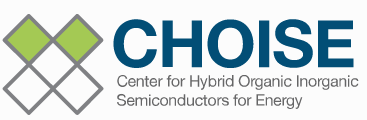 CHOISE
Center for Hybrid Organic Inorganic
Semiconductors for Energy